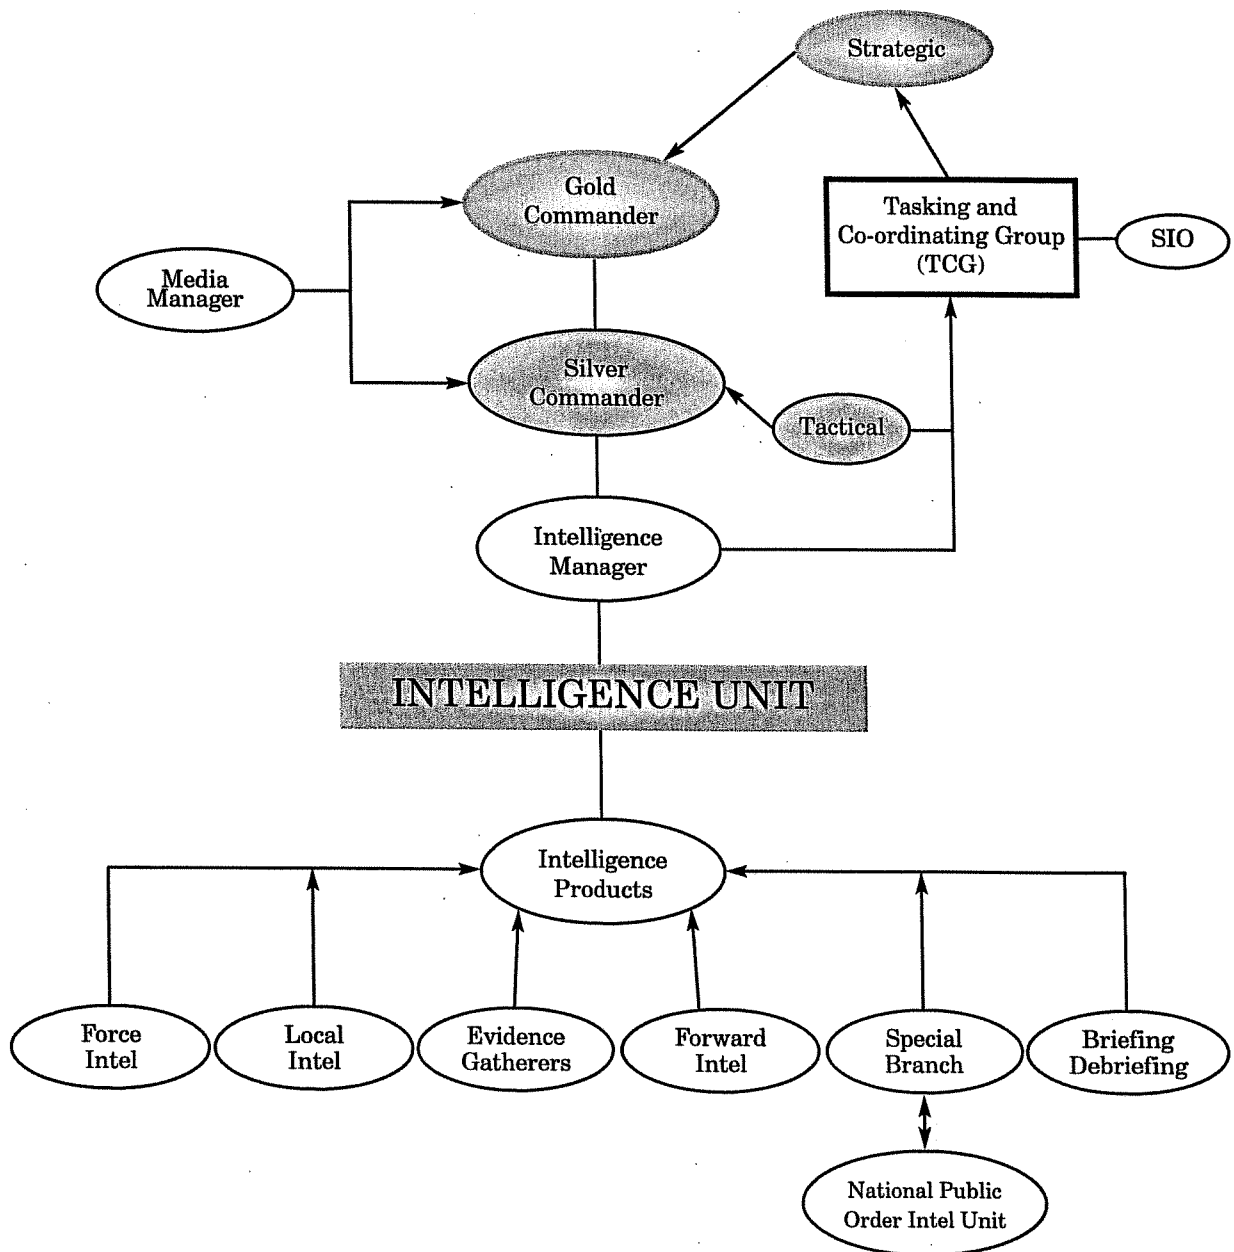 Strategic
Gold
Commander
Tasking and
Co-ordinating Group
(TCG)
SIO
Media
Manager
Silver
Commander
Tactical
Intelligence
Manager
INTELLIGENCE UNIT
Intelligence
Products
Force
Intel
Local
Intel
Evidence
Gatherers
Forward
Intel
Special
Branch
Briefing
Debriefing
National Public
Order Intel Unit